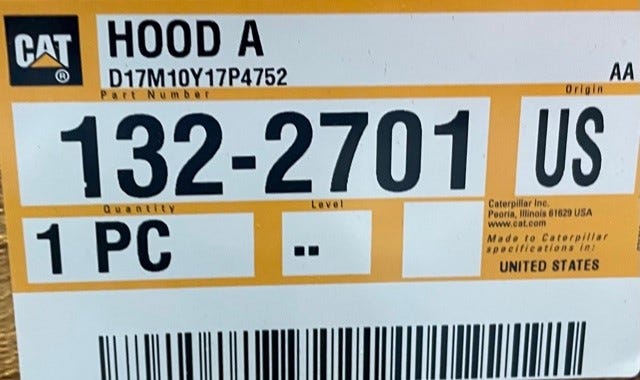 CAT
®
HOOD A
D17M10Y17P4752
AA
Part Number
Origin
132-2701
US
Quantity
Level
1 PC
--
Caterpillar Inc.
Peoria, Illinois 61629 USA
www.cat.com
Made to Caterpillar
specifications in:
UNITED STATES